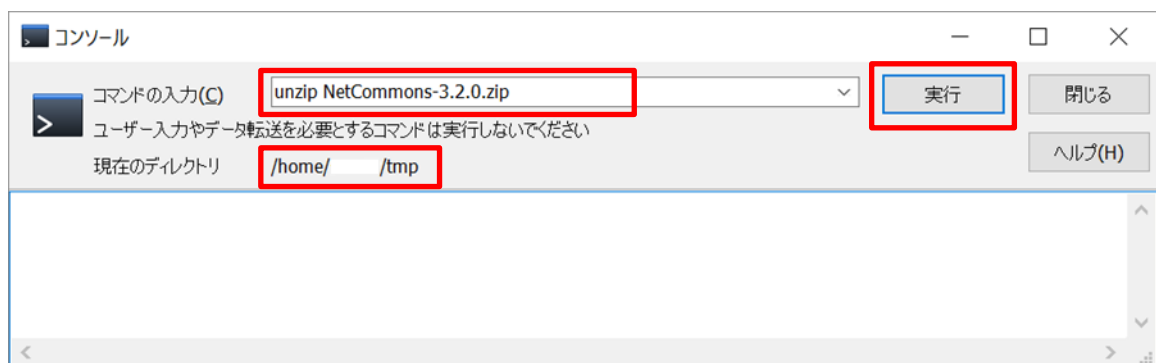 コンソール
コマンドの入力(C) unzip NetCommons-3.2.0.zip 実行 閉じる
ユーザー入力やデータ転送を必要とするコマンドは実行しないでください
現在のディレクトリ /home/ /tmp ヘルプ(H)